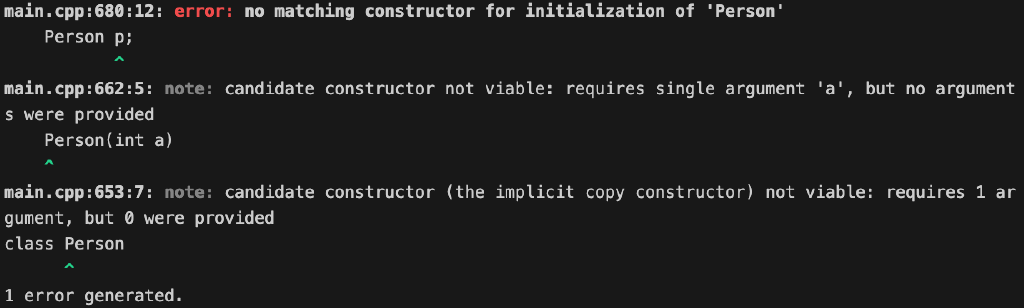 main.cpp:680:12: error: no matching constructor for initialization of 'Person'
    Person p;
           ^
main.cpp:662:5: note: candidate constructor not viable: requires single argument 'a', but no argument
s were provided
    Person(int a)
    ^
main.cpp:653:7: note: candidate constructor (the implicit copy constructor) not viable: requires 1 ar
gument, but 0 were provided
class Person
      ^
1 error generated.